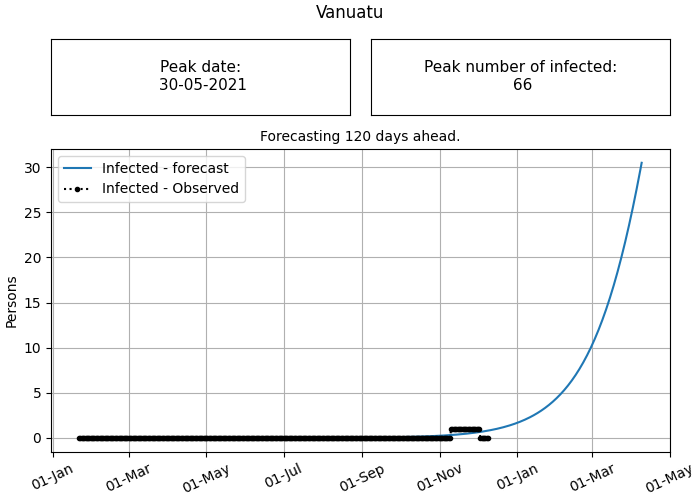 Vanuatu
Peak date:
30-05-2021
Peak number of infected:
66
Forecasting 120 days ahead.
Infected - forecast
Infected - Observed
Persons
30
25
20
15
10
5
0
01-Jan
01-Mar
01-May
01-Jul
01-Sep
01-Nov
01-Jan
01-Mar
01-May